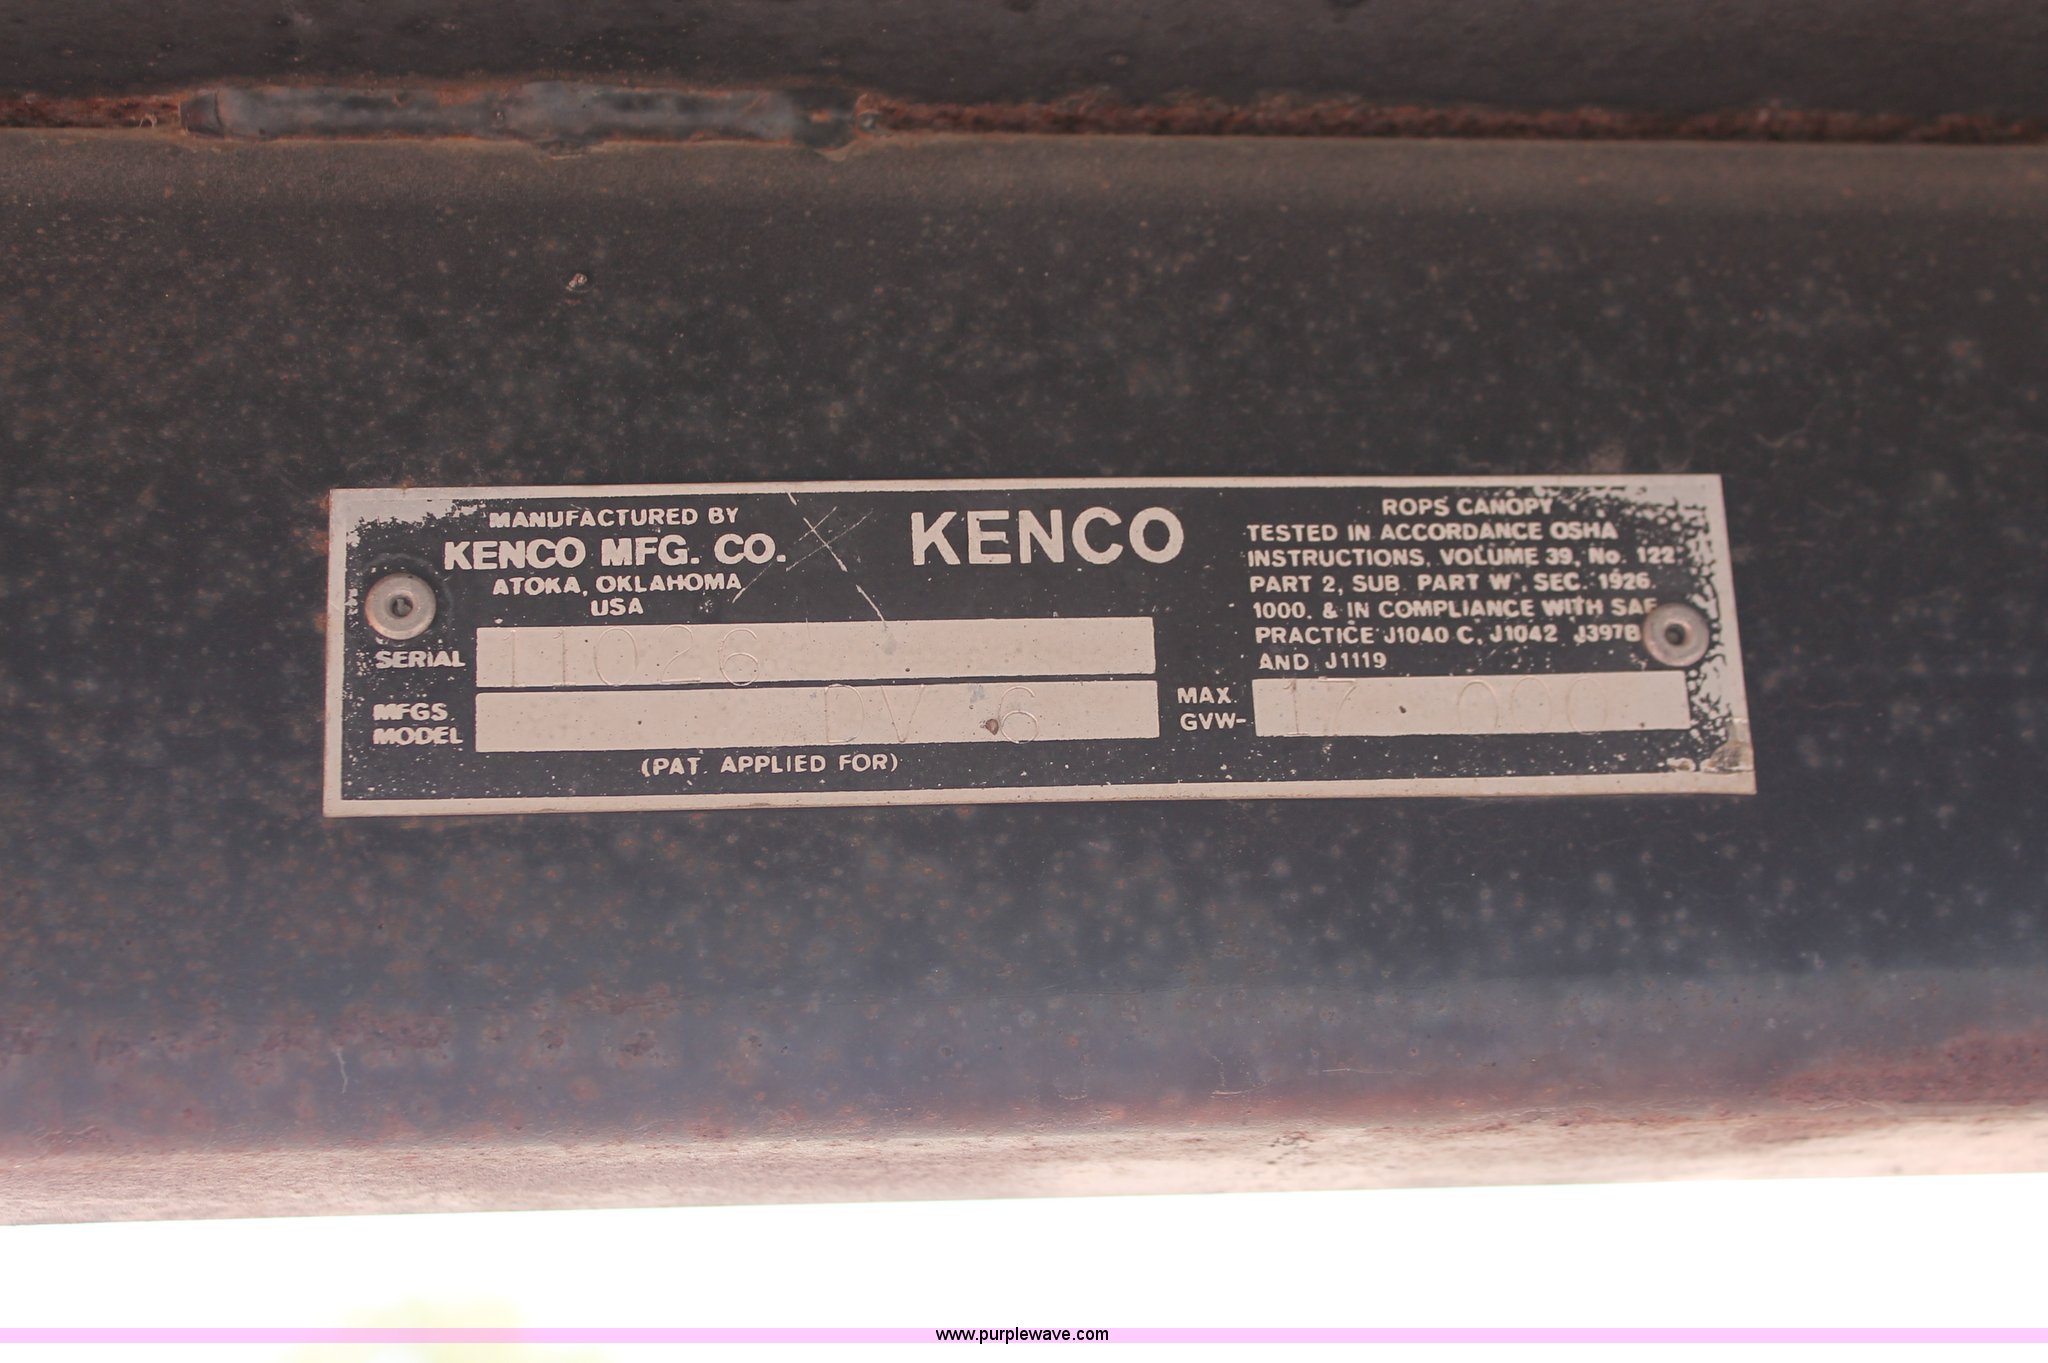 MANUFACTURED BY
KENCO MFG. CO.
ATOKA, OKLAHOMA
USA
KENCO
ROPS CANOPY
TESTED IN ACCORDANCE OSHA
INSTRUCTIONS, VOLUME 39, No. 122
PART 2, SUB PART W, SEC. 1926.
1000. & IN COMPLIANCE WITH SAE
PRACTICE J1040 C, J1042 J397B
AND J1119
SERIAL 11026
MFGS.
MODEL DV 6
MAX.
GVW- 17 000
(PAT. APPLIED FOR)
www.purplewave.com